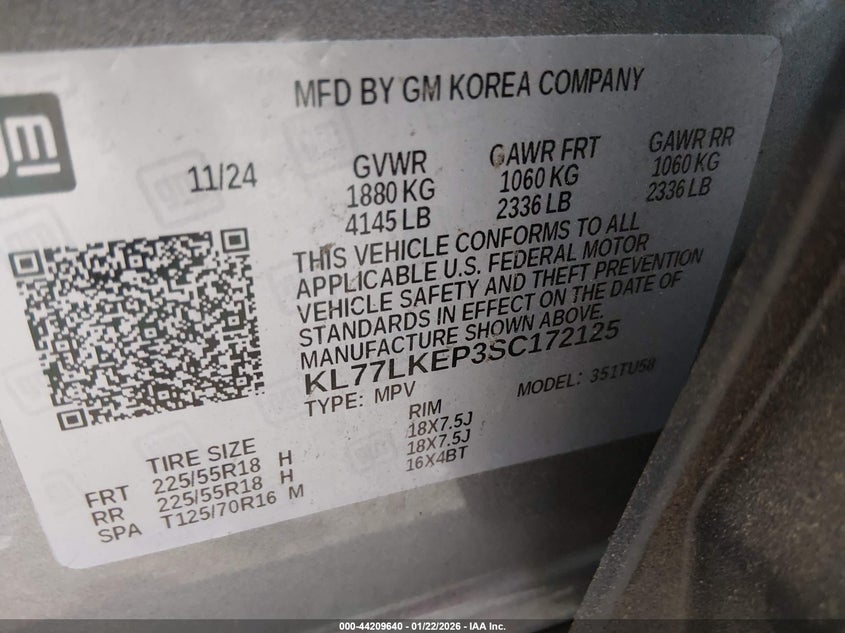 gm
MFD BY GM KOREA COMPANY
11/24
GVWR
1880 KG
4145 LB
GAWR FRT
1060 KG
2336 LB
GAWR RR
1060 KG
2336 LB
THIS VEHICLE CONFORMS TO ALL
APPLICABLE U.S. FEDERAL MOTOR
VEHICLE SAFETY AND THEFT PREVENTION
STANDARDS IN EFFECT ON THE DATE OF
MANUFACTURE SHOWN ABOVE.
KL77LKEP3SC172125
TYPE: MPV
MODEL: 351TU58
TIRE SIZE RIM
FRT 225/55R18 H 18X7.5J
RR 225/55R18 H 18X7.5J
SPA T125/70R16 M 16X4BT
000-44209640 - 01/22/2026 - IAA Inc.